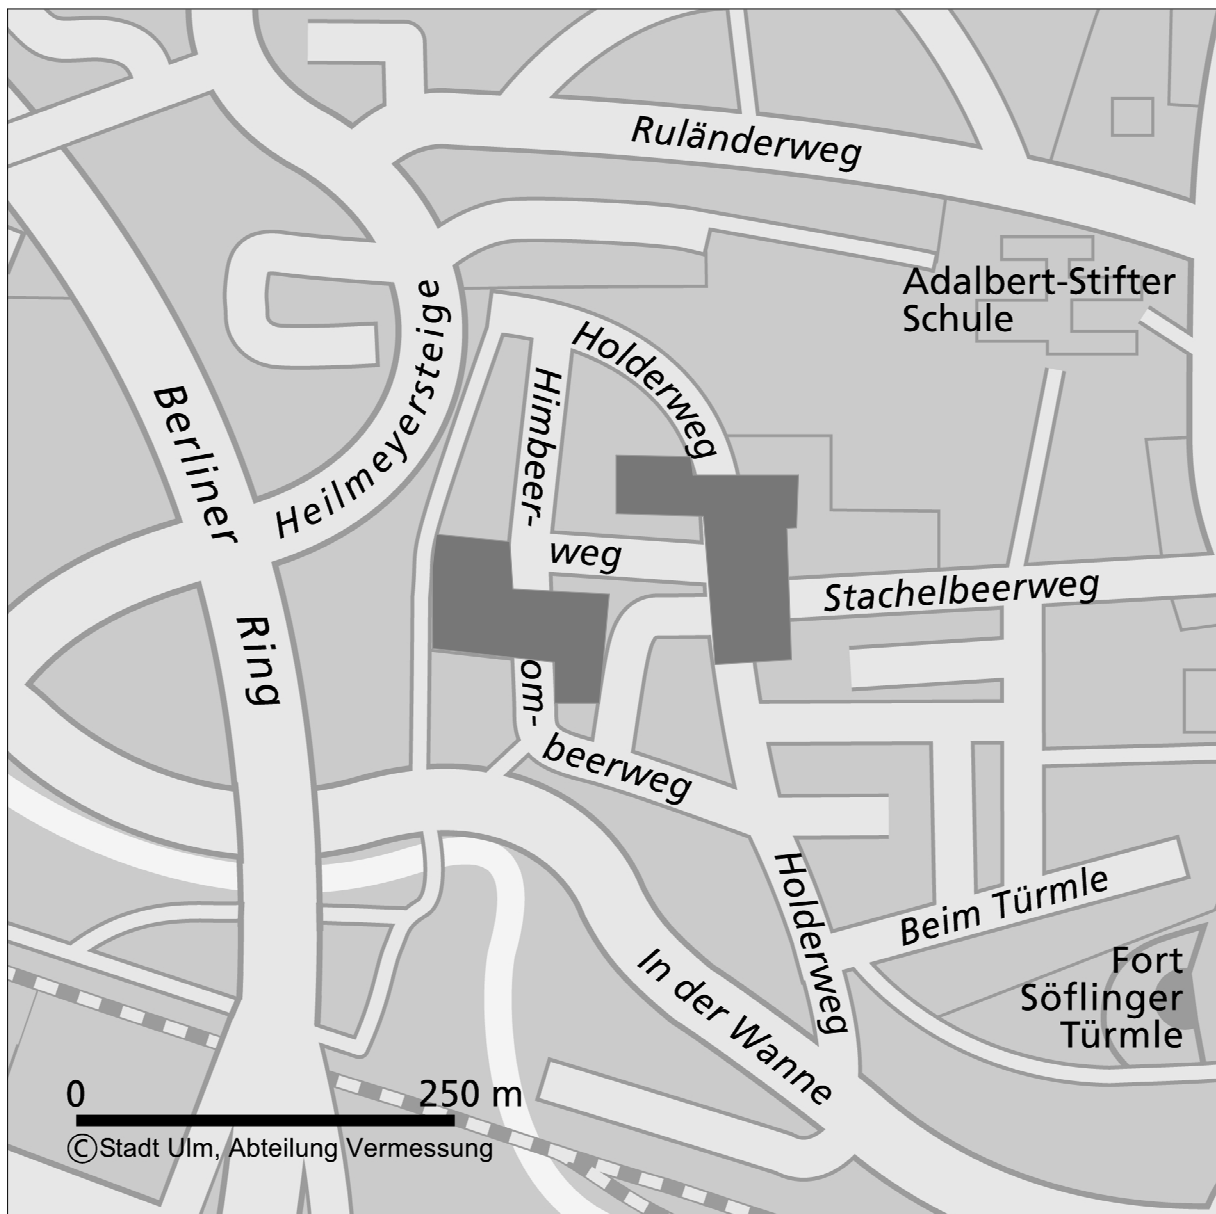 Ruländerweg
Adalbert-Stifter
Schule
Holderweg
Heilmeyersteige
Himbeer-
weg
Berliner
Ring
Stachelbeerweg
om-
beerweg
Holderweg
Beim Türmle
In der Wanne
Fort
Söflinger
Türmle
0 250 m
©Stadt Ulm, Abteilung Vermessung